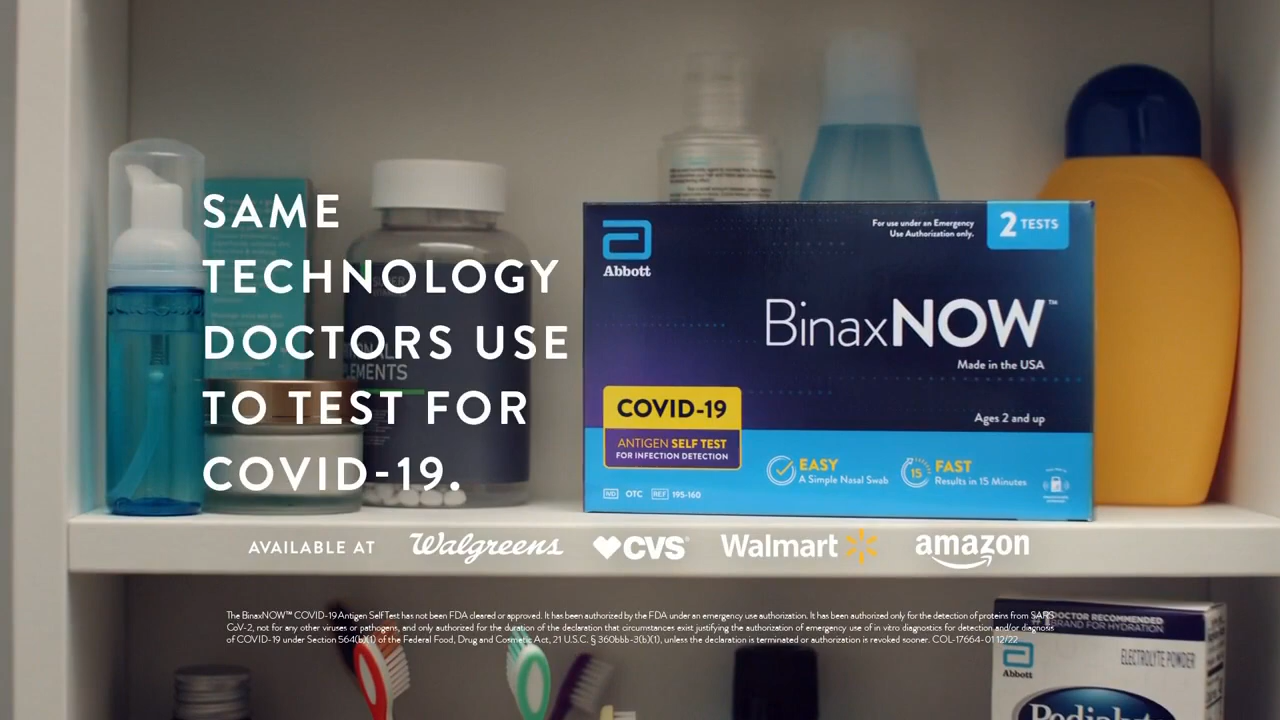 SAME
TECHNOLOGY
DOCTORS USE
TO TEST FOR
COVID-19.
Abbott
For use under an Emergency
Use Authorization only.
2 TESTS
BinaxNOW™
Made in the USA
COVID-19
ANTIGEN SELF TEST
FOR INFECTION DETECTION
Ages 2 and up
EASY
A Simple Nasal Swab
15
FAST
Results in 15 Minutes
IVD OTC REF 195-160
AVAILABLE AT Walgreens CVS Walmart amazon
The BinaxNOW™ COVID-19 Antigen Self Test has not been FDA cleared or approved. It has been authorized by the FDA under an emergency use authorization. It has been authorized only for the detection of proteins from SARS
CoV-2, not for any other viruses or pathogens, and only authorized for the duration of the declaration that circumstances exist justifying the authorization of emergency use of in vitro diagnostics for detection and/or diagnosis
of COVID-19 under Section 564(b)(1) of the Federal Food, Drug and Cosmetic Act, 21 U.S.C. § 360bbb-3(b)(1), unless the declaration is terminated or authorization is revoked sooner. COL-17664-01 12/22
DOCTOR RECOMMENDED
BRAND FOR HYDRATION
Abbott
ELECTROLYTE POWDER